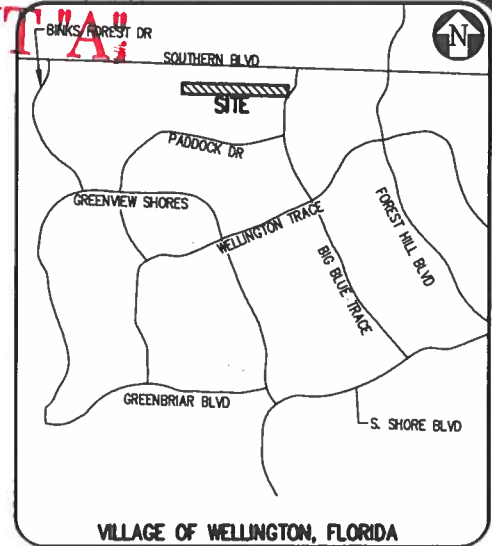 T "A"
BINKS FOREST DR
N
SOUTHERN BLVD
SITE
PADDOCK DR
GREENVIEW SHORES
WELLINGTON TRACE
FOREST HILL BLVD
BIG BLUE TRACE
GREENBRIAR BLVD
S. SHORE BLVD
VILLAGE OF WELLINGTON, FLORIDA